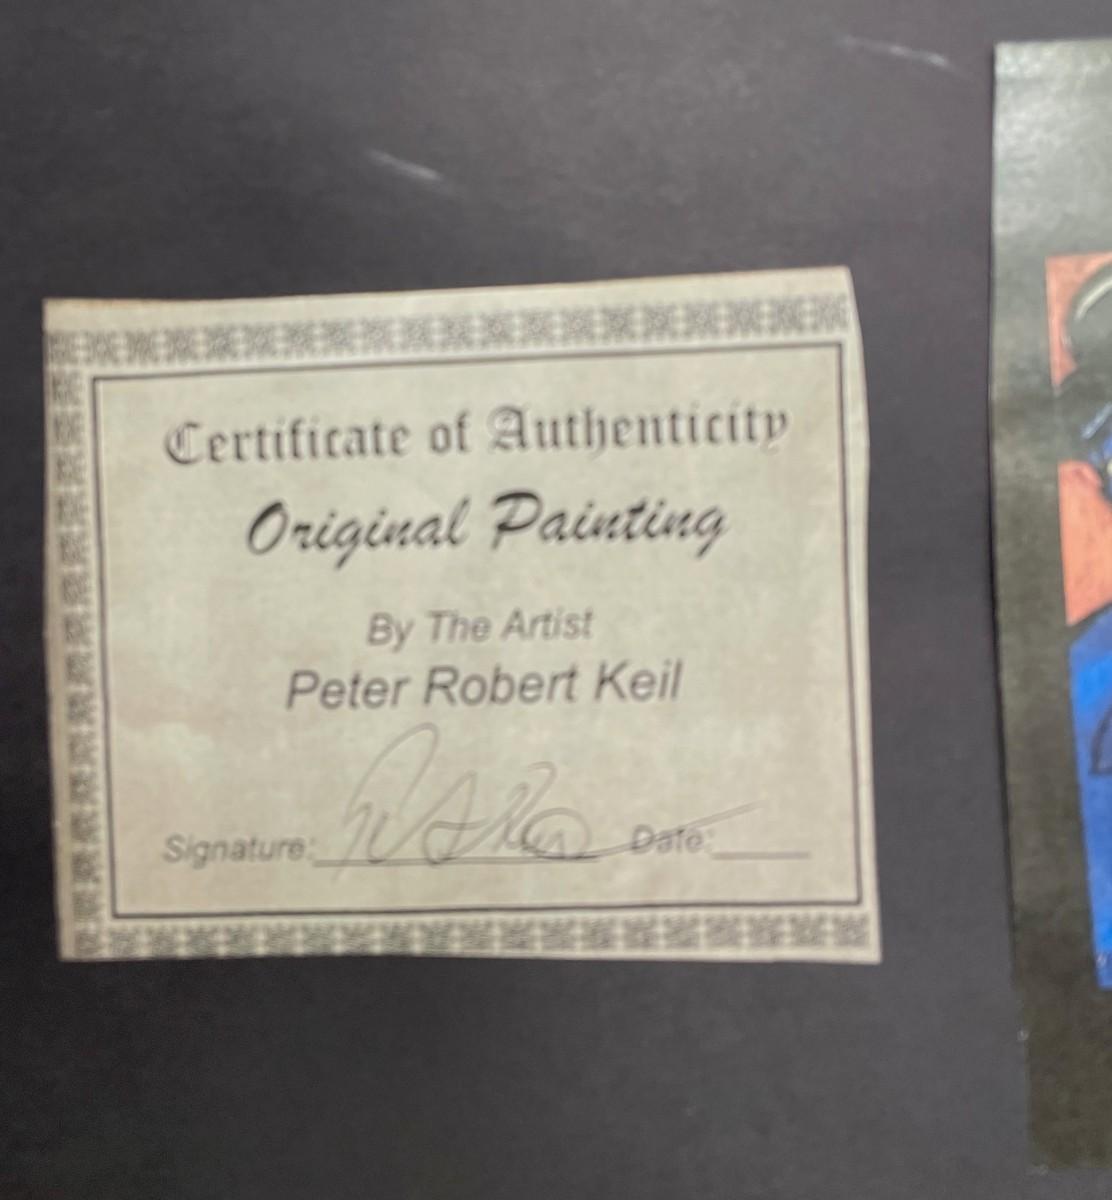 Certificate of Authenticity
Original Painting
By The Artist
Peter Robert Keil
Signature: Date: